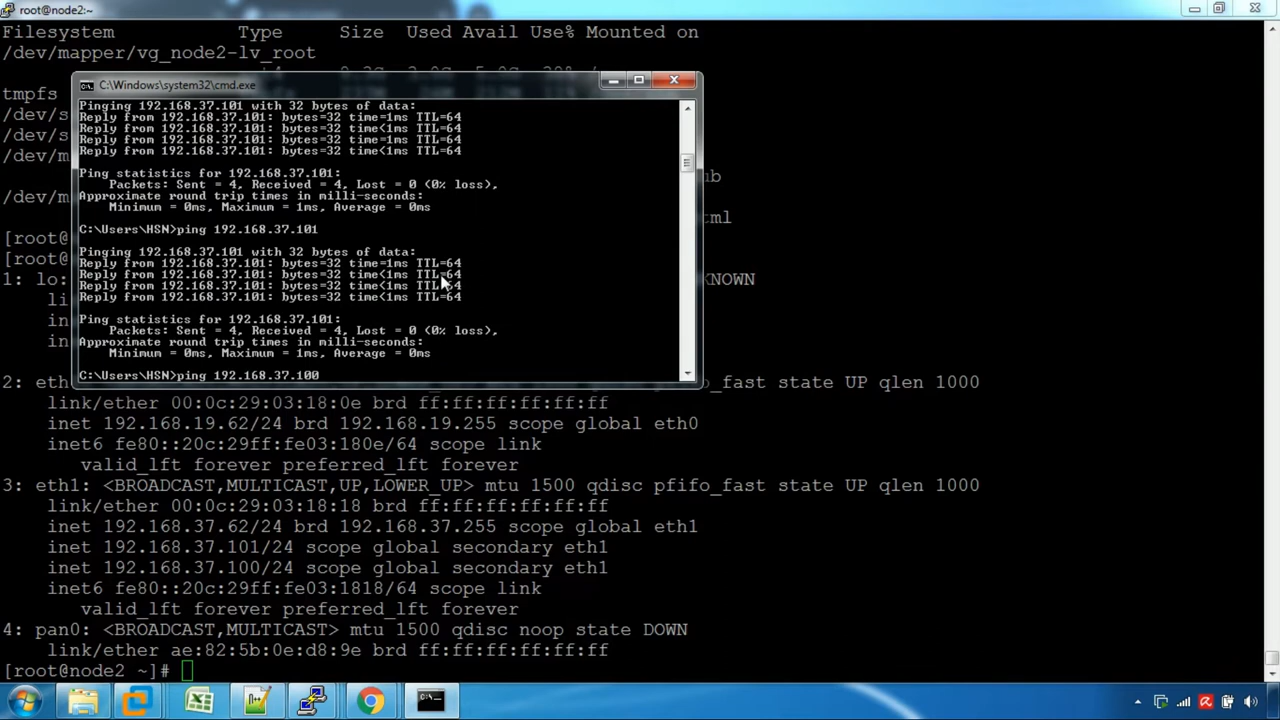 root@node2:~
Filesystem Type Size Used Avail Use% Mounted on
/dev/mapper/vg_node2-lv_root
C:\Windows\system32\cmd.exe
Pinging 192.168.37.101 with 32 bytes of data:
tmpfs
Reply from 192.168.37.101: bytes=32 time=1ms TTL=64
/dev/s
Reply from 192.168.37.101: bytes=32 time<1ms TTL=64
/dev/s
Reply from 192.168.37.101: bytes=32 time=1ms TTL=64
/dev/m
Reply from 192.168.37.101: bytes=32 time<1ms TTL=64
Ping statistics for 192.168.37.101:
ub
Packets: Sent = 4, Received = 4, Lost = 0 (0% loss),
/dev/m
Approximate round trip times in milli-seconds:
Minimum = 0ms, Maximum = 1ms, Average = 0ms
ml
C:\Users\HSN>ping 192.168.37.101
[root@
Pinging 192.168.37.101 with 32 bytes of data:
[root@
Reply from 192.168.37.101: bytes=32 time=1ms TTL=64
Reply from 192.168.37.101: bytes=32 time<1ms TTL=64
1: lo:
NOWN
Reply from 192.168.37.101: bytes=32 time<1ms TTL=64
li
Reply from 192.168.37.101: bytes=32 time<1ms TTL=64
in
Ping statistics for 192.168.37.101:
Packets: Sent = 4, Received = 4, Lost = 0 (0% loss),
in
Approximate round trip times in milli-seconds:
Minimum = 0ms, Maximum = 1ms, Average = 0ms
C:\Users\HSN>ping 192.168.37.100
2: eth
pfifo_fast state UP qlen 1000
link/ether 00:0c:29:03:18:0e brd ff:ff:ff:ff:ff:ff
inet 192.168.19.62/24 brd 192.168.19.255 scope global eth0
inet6 fe80::20c:29ff:fe03:180e/64 scope link
valid_lft forever preferred_lft forever
3: eth1: <BROADCAST,MULTICAST,UP,LOWER_UP> mtu 1500 qdisc pfifo_fast state UP qlen 1000
link/ether 00:0c:29:03:18:18 brd ff:ff:ff:ff:ff:ff
inet 192.168.37.62/24 brd 192.168.37.255 scope global eth1
inet 192.168.37.101/24 scope global secondary eth1
inet 192.168.37.100/24 scope global secondary eth1
inet6 fe80::20c:29ff:fe03:1818/64 scope link
valid_lft forever preferred_lft forever
4: pan0: <BROADCAST,MULTICAST> mtu 1500 qdisc noop state DOWN
link/ether ae:82:5b:0e:d8:9e brd ff:ff:ff:ff:ff:ff
[root@node2 ~]#